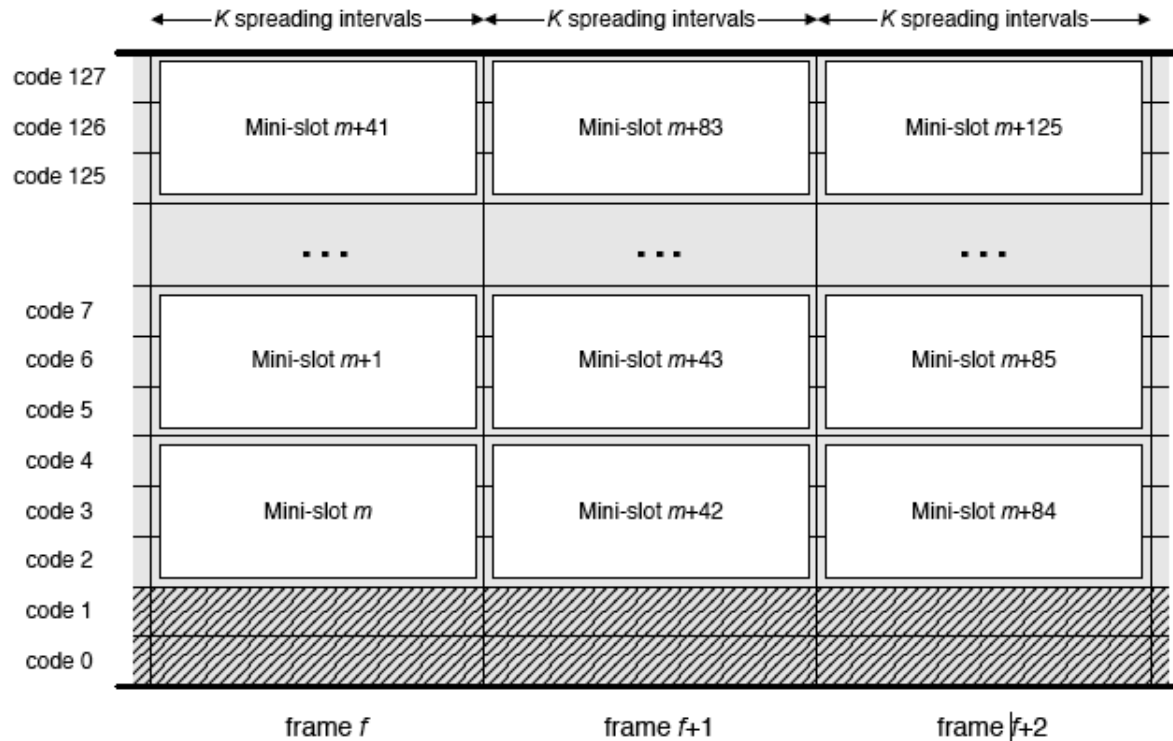 K spreading intervals K spreading intervals K spreading intervals
code 127
code 126 Mini-slot m+41 Mini-slot m+83 Mini-slot m+125
code 125
... ... ...
code 7
code 6 Mini-slot m+1 Mini-slot m+43 Mini-slot m+85
code 5
code 4
code 3 Mini-slot m Mini-slot m+42 Mini-slot m+84
code 2
code 1
code 0
frame f frame f+1 frame f+2